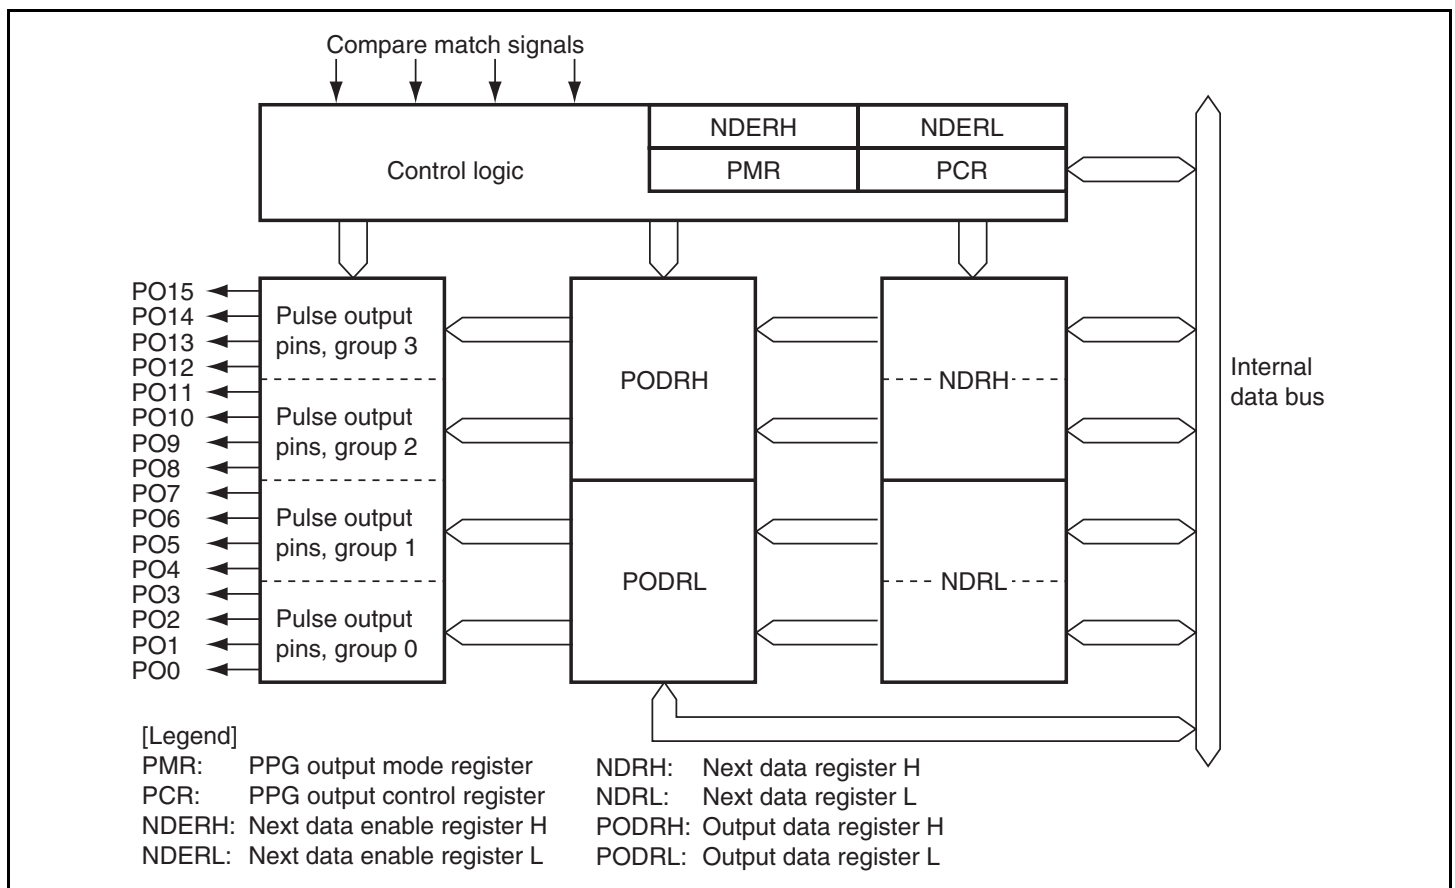 Compare match signals
NDERH NDERL
Control logic PMR PCR
PO15
PO14
PO13
PO12
PO11
PO10
PO9
PO8
PO7
PO6
PO5
PO4
PO3
PO2
PO1
PO0
Pulse output
pins, group 3
Pulse output
pins, group 2
Pulse output
pins, group 1
Pulse output
pins, group 0
PODRH
PODRL
NDRH
NDRL
Internal
data bus
[Legend]
PMR: PPG output mode register
PCR: PPG output control register
NDERH: Next data enable register H
NDERL: Next data enable register L
NDRH: Next data register H
NDRL: Next data register L
PODRH: Output data register H
PODRL: Output data register L